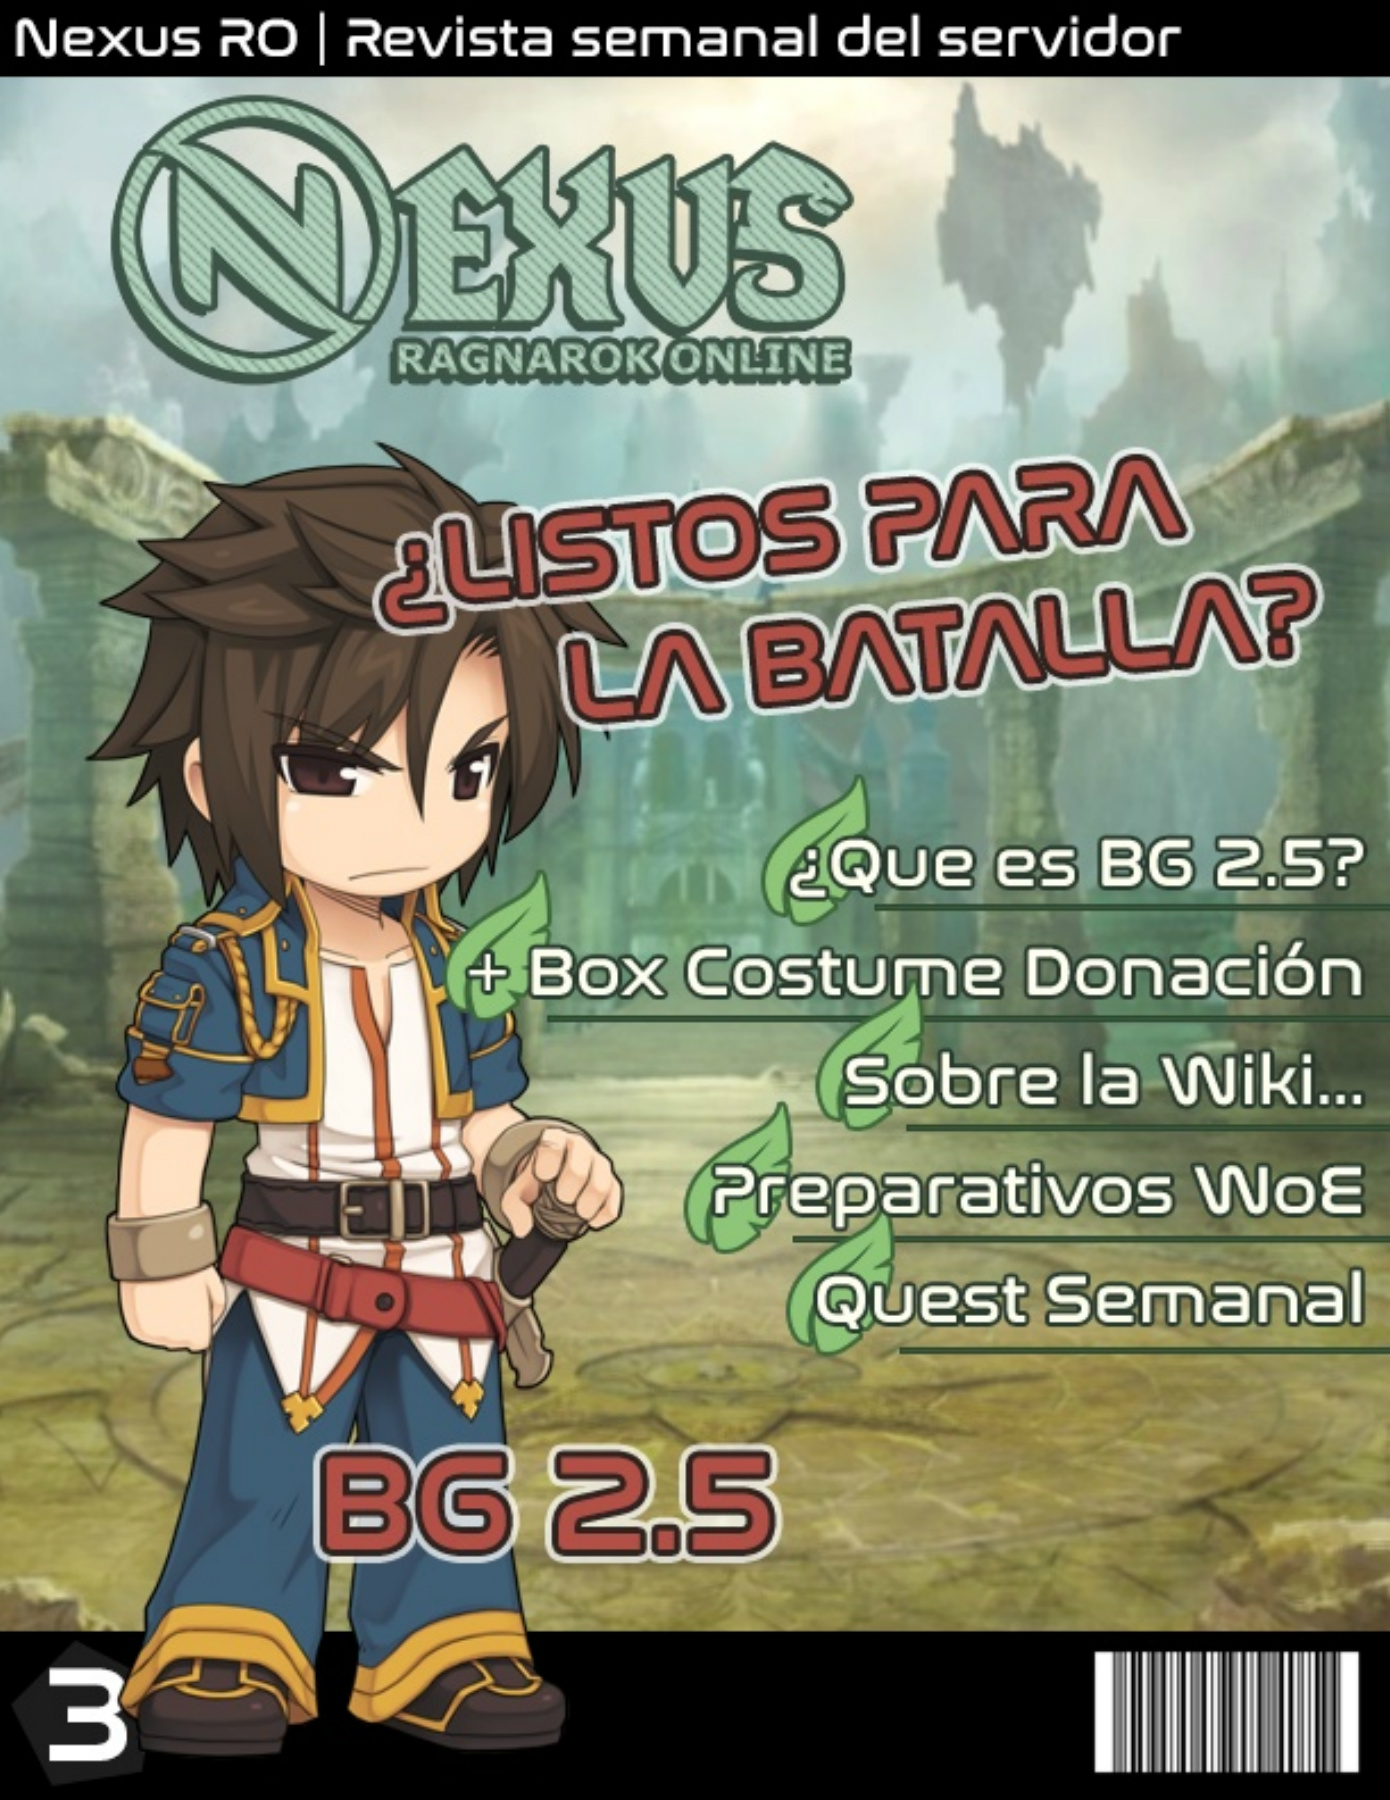 Nexus RO | Revista semanal del servidor
NEXUS
RAGNAROK ONLINE
¿LISTOS PARA
LA BATALLA?
¿Que es BG 2.5?
+ Box Costume Donación
Sobre la Wiki...
Preparativos WoE
Quest Semanal
BG 2.5
3